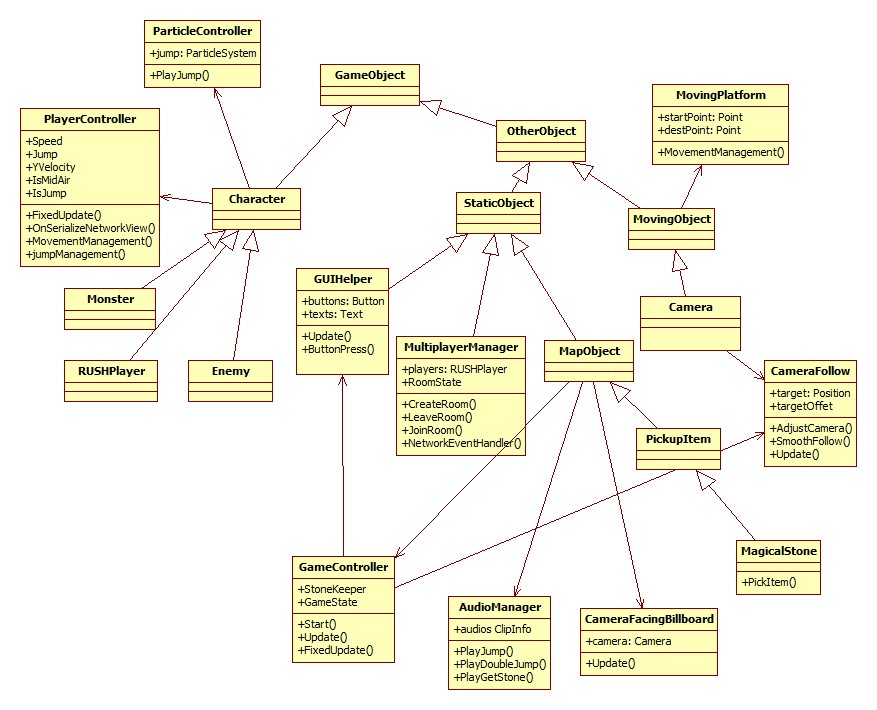 ParticleController
+jump: ParticleSystem
+PlayJump()
GameObject
MovingPlatform
+startPoint: Point
+destPoint: Point
+MovementManagement()
PlayerController
+Speed
+Jump
+YVelocity
+IsMidAir
+IsJump
+FixedUpdate()
+OnSerializeNetworkView()
+MovementManagement()
+jumpManagement()
OtherObject
Character
StaticObject
MovingObject
GUIHelper
+buttons: Button
+texts: Text
+Update()
+ButtonPress()
Monster
Camera
MultiplayerManager
+players: RUSHPlayer
+RoomState
+CreateRoom()
+LeaveRoom()
+JoinRoom()
+NetworkEventHandler()
MapObject
RUSHPlayer
Enemy
CameraFollow
+target: Position
+targetOffet
+AdjustCamera()
+SmoothFollow()
+Update()
PickupItem
MagicalStone
+PickItem()
GameController
+StoneKeeper
+GameState
+Start()
+Update()
+FixedUpdate()
AudioManager
+audios ClipInfo
+PlayJump()
+PlayDoubleJump()
+PlayGetStone()
CameraFacingBillboard
+camera: Camera
+Update()